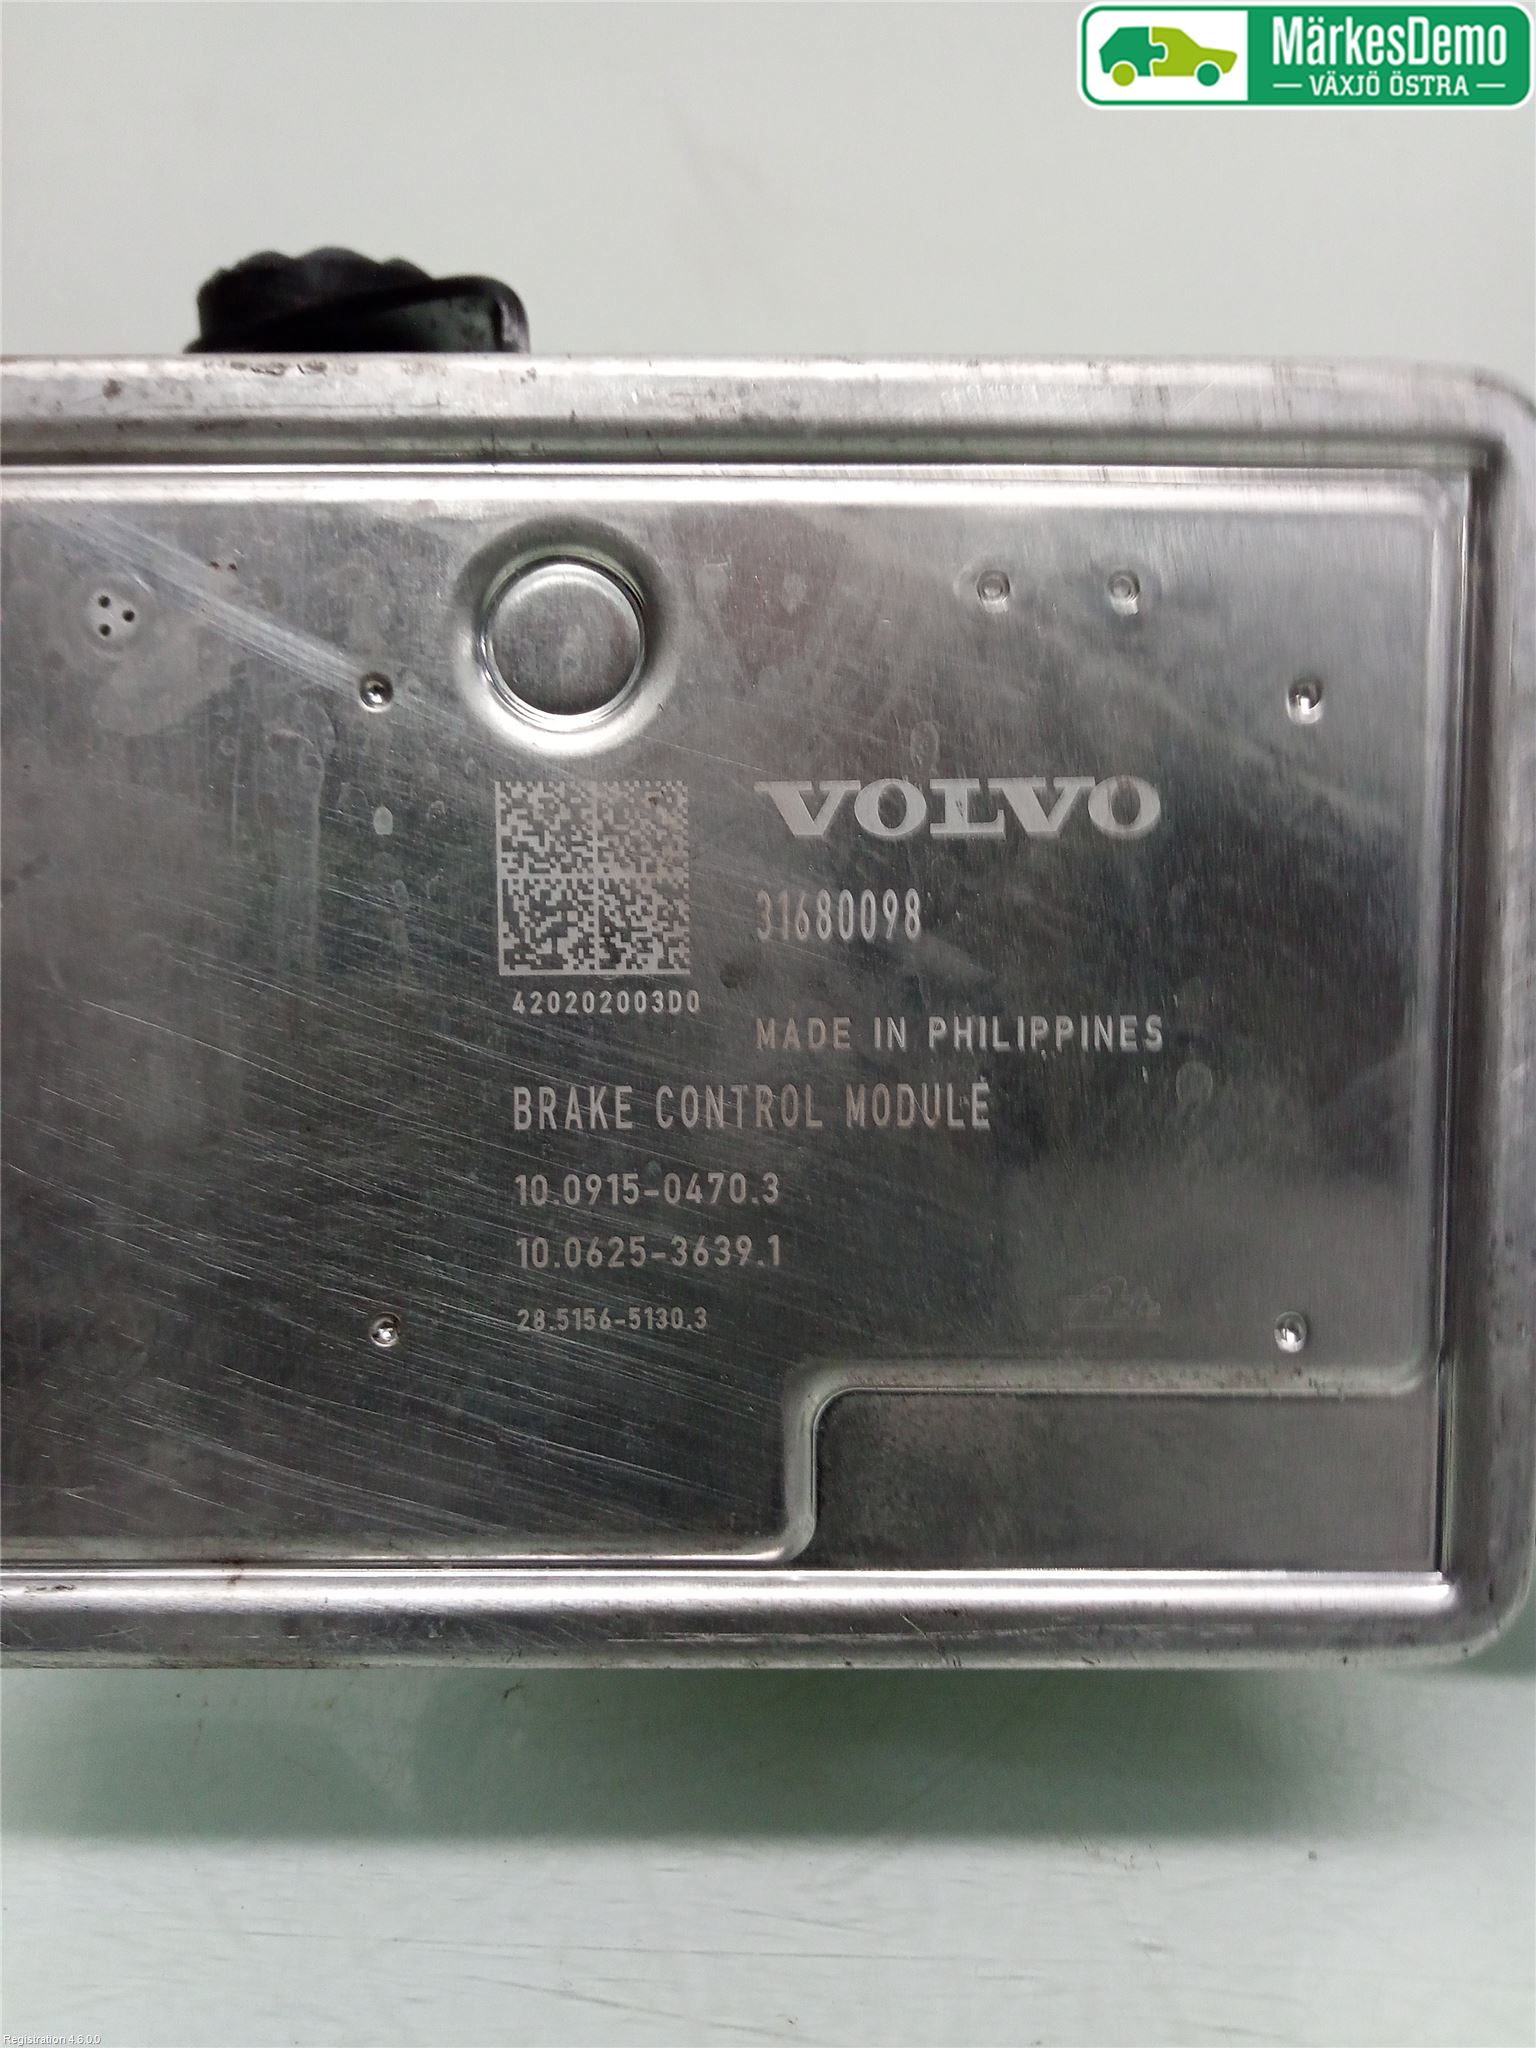 MärkesDemo
VÄXJÖ ÖSTRA
VOLVO
31680098
420202003D0
MADE IN PHILIPPINES
BRAKE CONTROL MODULE
10.0915-0470.3
10.0625-3639.1
28.5156-5130.3
Registration 4.6.0.0